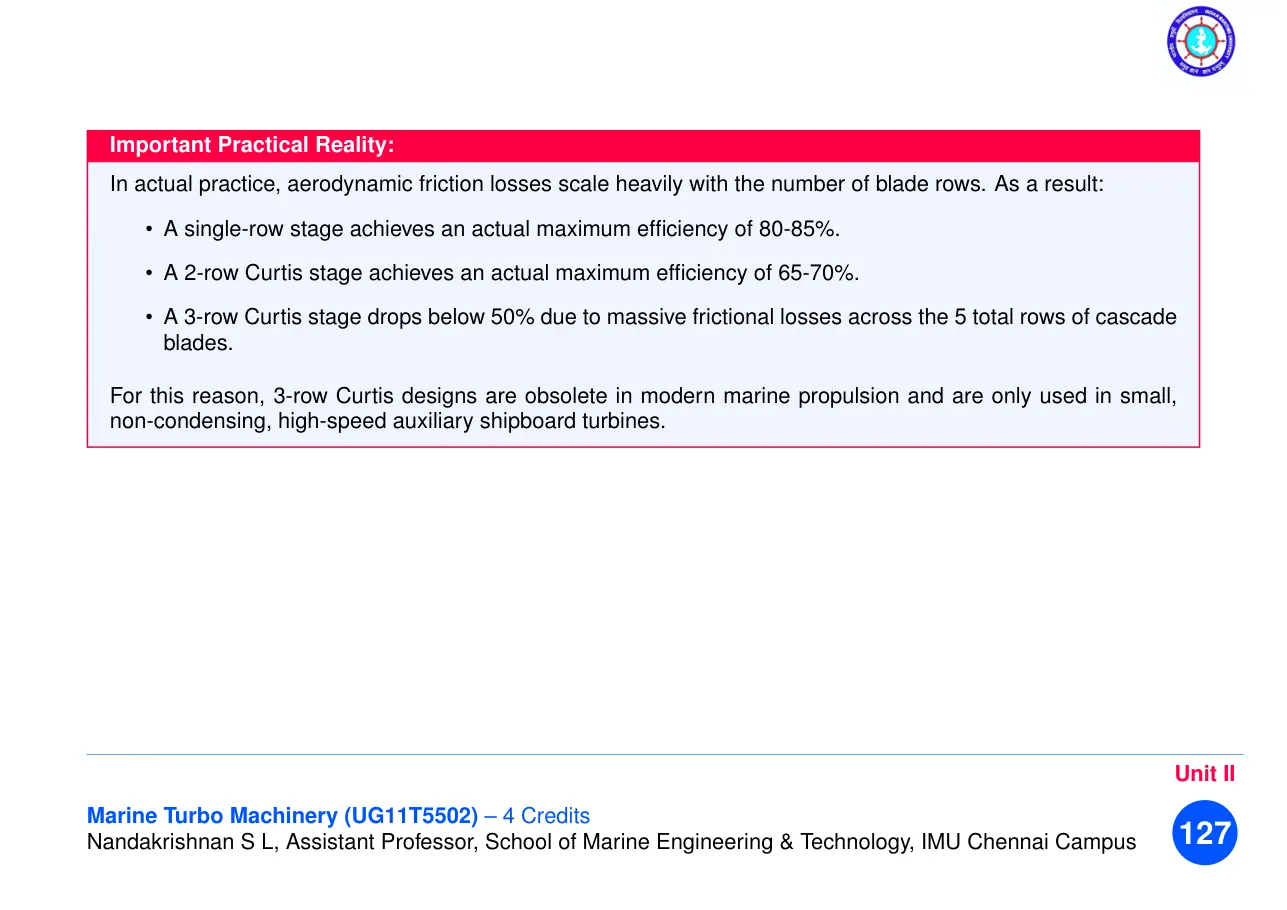 Important Practical Reality:
In actual practice, aerodynamic friction losses scale heavily with the number of blade rows. As a result:
• A single-row stage achieves an actual maximum efficiency of 80-85%.
• A 2-row Curtis stage achieves an actual maximum efficiency of 65-70%.
• A 3-row Curtis stage drops below 50% due to massive frictional losses across the 5 total rows of cascade
blades.
For this reason, 3-row Curtis designs are obsolete in modern marine propulsion and are only used in small,
non-condensing, high-speed auxiliary shipboard turbines.
Unit II
Marine Turbo Machinery (UG11T5502) – 4 Credits
Nandakrishnan S L, Assistant Professor, School of Marine Engineering & Technology, IMU Chennai Campus
127